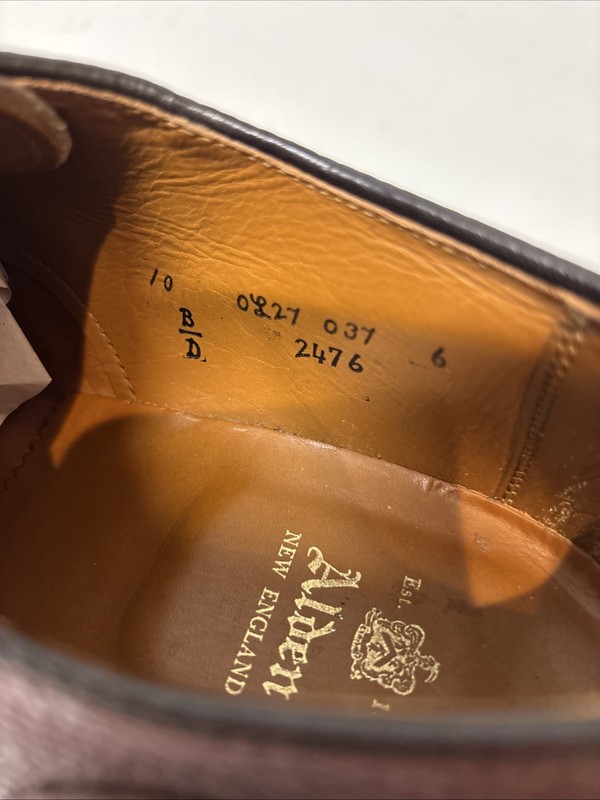 10 0827 037 6
B/D 2476
Alden
NEW ENGLAND
Est.